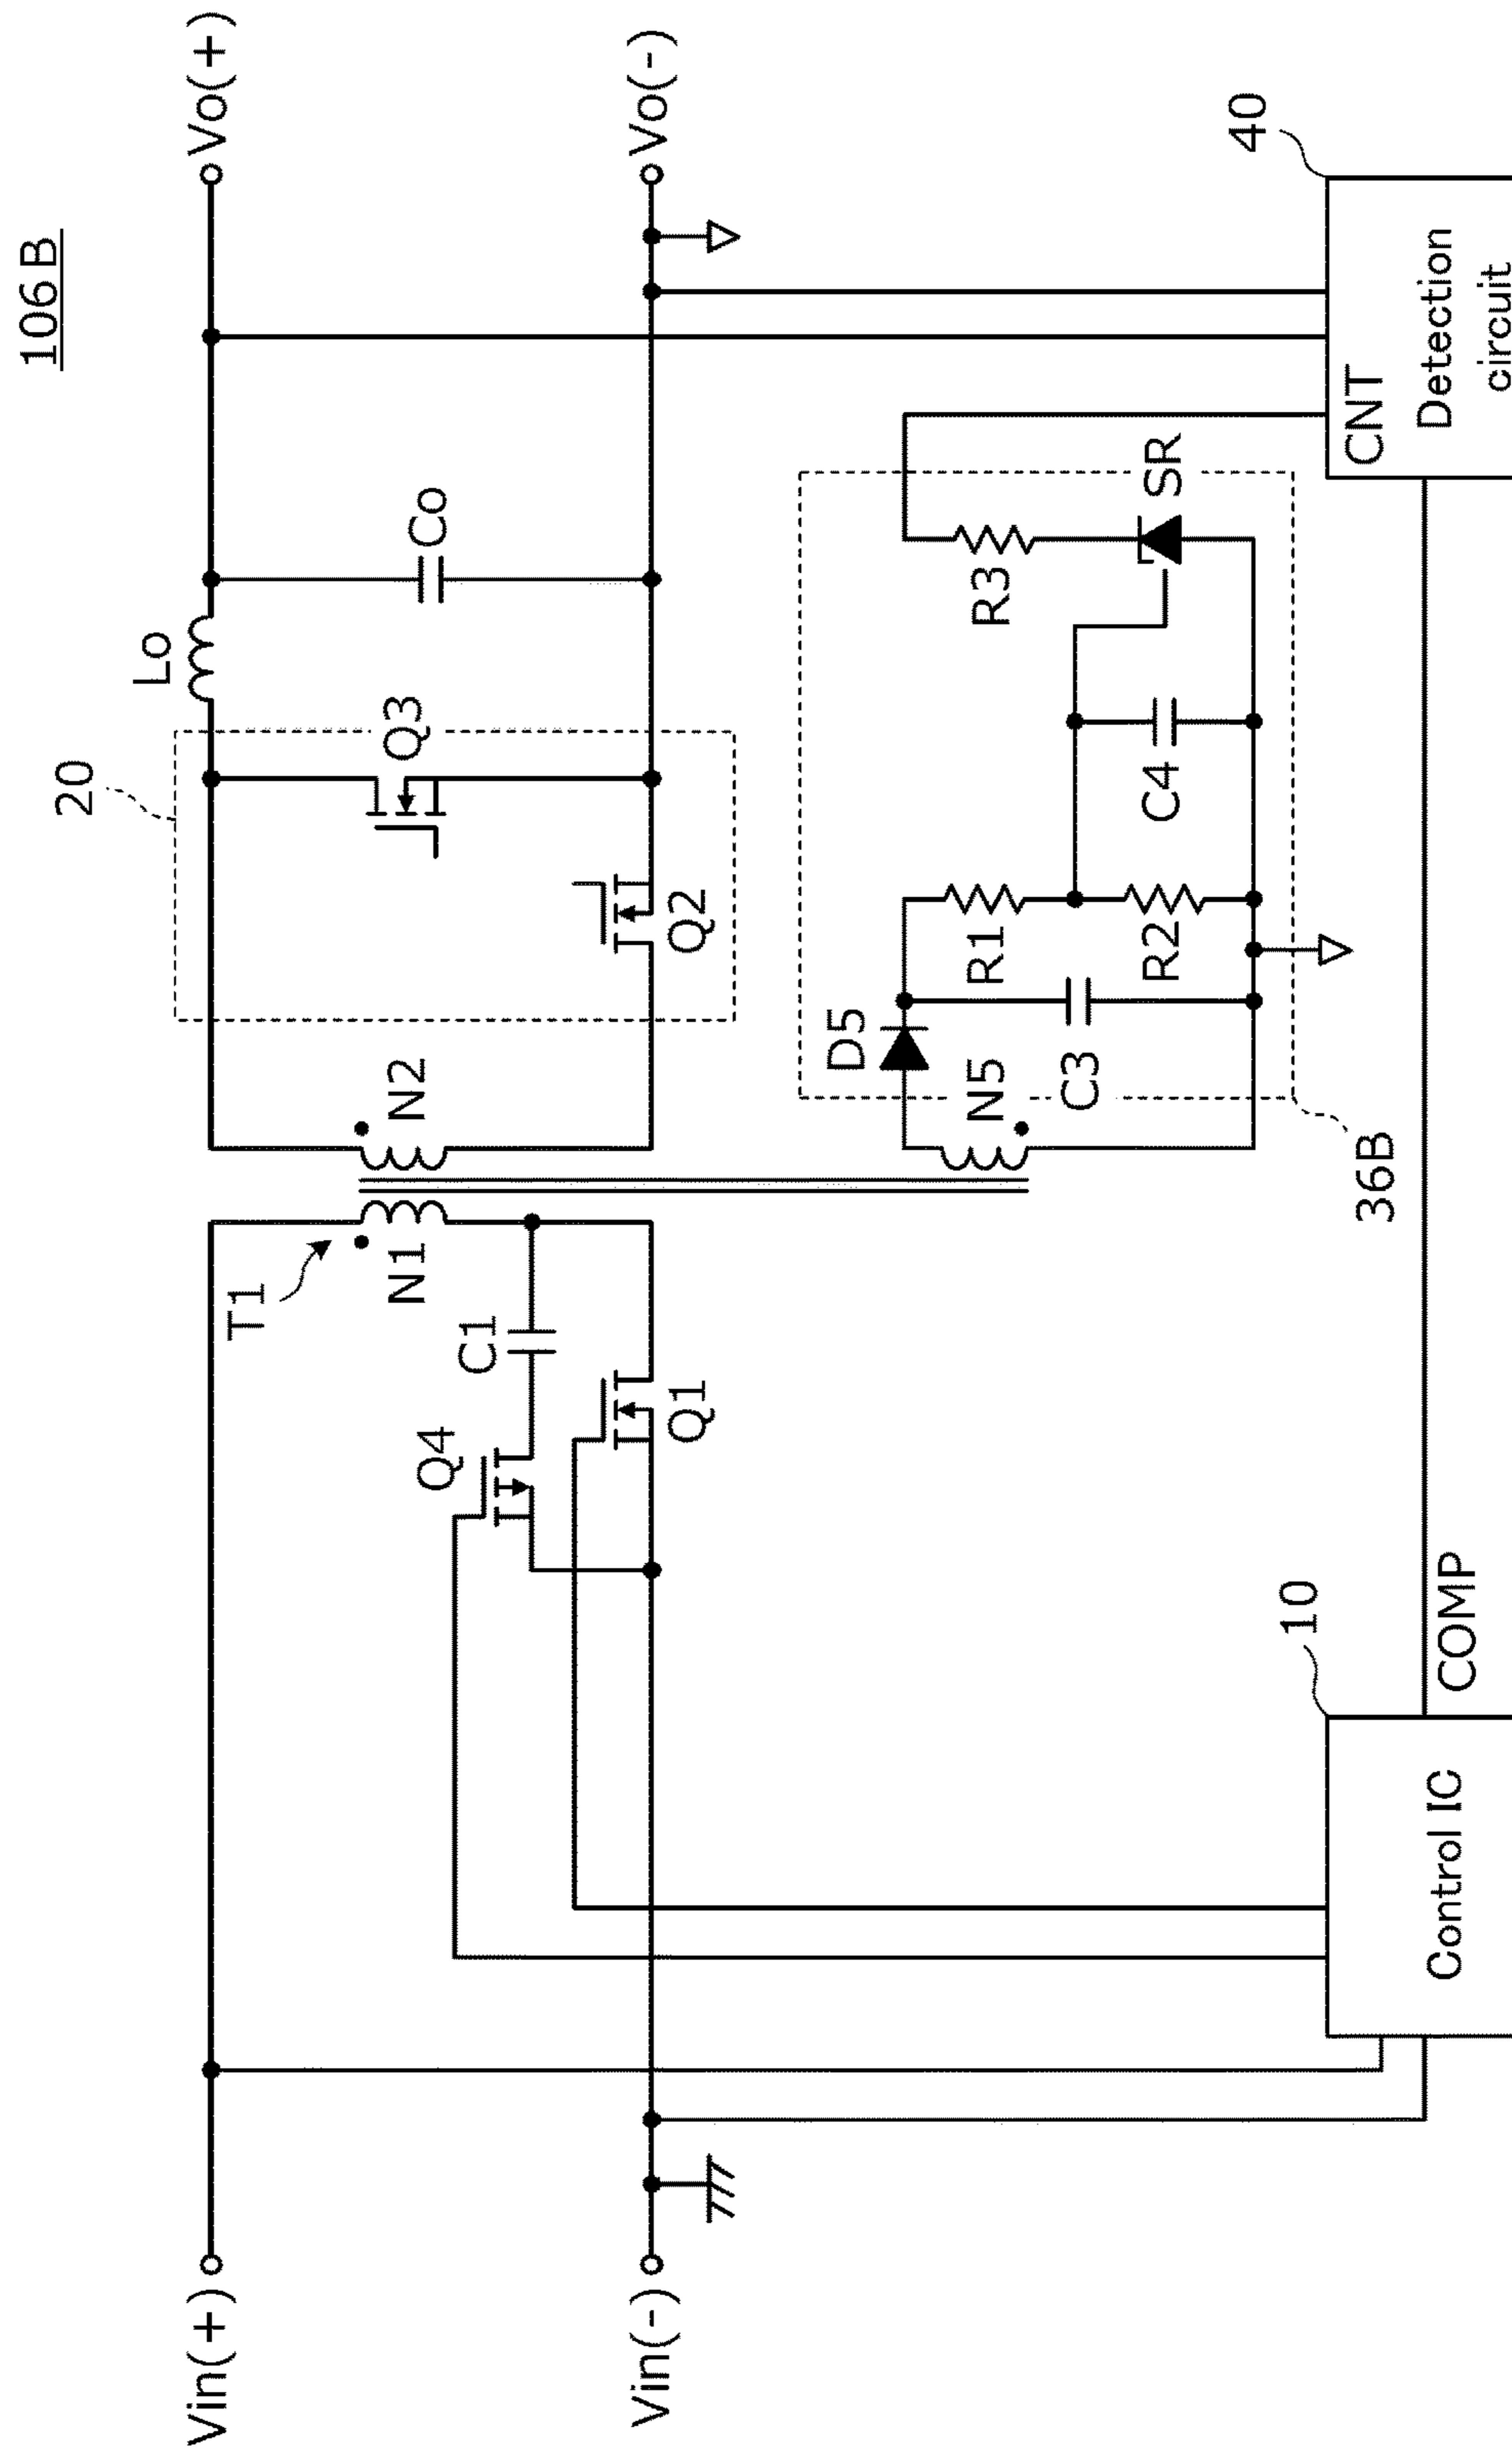 106B
20
Lo
Vo(+)
Q3
Co
T1
N1
N2
Q4
C1
Q1
Q2
Vin(+)
Vin(-)
Vo(-)
D5
N5
C3
R1
R2
C4
R3
SR
36B
10
40
CNT
Control IC
COMP
Detection
circuit